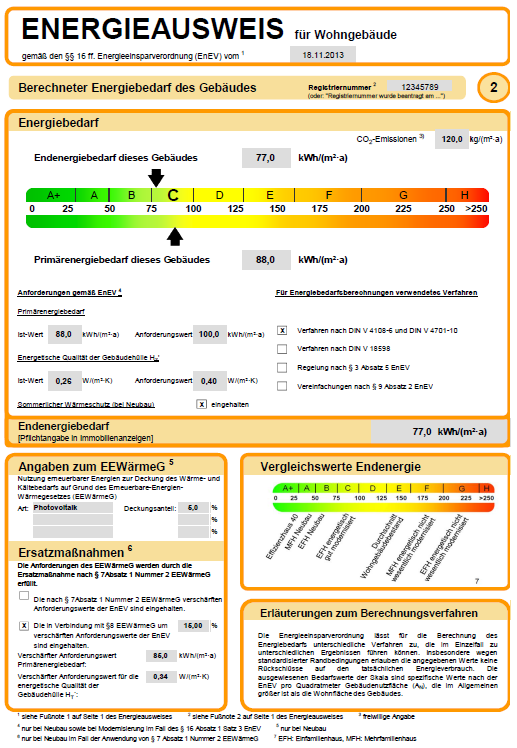 ENERGIEAUSWEIS für Wohngebäude
gemäß den §§ 16 ff. Energieeinsparverordnung (EnEV) vom 1 18.11.2013
Berechneter Energiebedarf des Gebäudes
Registriernummer 2 12345789
(oder: "Registriernummer wurde beantragt am ...")
2
Energiebedarf
CO2-Emissionen 3) 120,0 kg/(m²·a)
Endenergiebedarf dieses Gebäudes 77,0 kWh/(m²·a)
A+ A B C D E F G H
0 25 50 75 100 125 150 175 200 225 250 >250
Primärenergiebedarf dieses Gebäudes 88,0 kWh/(m²·a)
Anforderungen gemäß EnEV 4
Primärenergiebedarf
Ist-Wert 88,0 kWh/(m²·a) Anforderungswert 100,0 kWh/(m²·a)
Energetische Qualität der Gebäudehülle HT'
Ist-Wert 0,26 W/(m²·K) Anforderungswert 0,40 W/(m²·K)
Sommerlicher Wärmeschutz (bei Neubau) X eingehalten
Für Energiebedarfsberechnungen verwendetes Verfahren
X Verfahren nach DIN V 4108-6 und DIN V 4701-10
Verfahren nach DIN V 18598
Regelung nach § 3 Absatz 5 EnEV
Vereinfachungen nach § 9 Absatz 2 EnEV
Endenergiebedarf
[Pflichtangabe in Immobilienanzeigen]
77,0 kWh/(m²·a)
Angaben zum EEWärmeG 5
Nutzung erneuerbarer Energien zur Deckung des Wärme- und
Kältebedarfs auf Grund des Erneuerbare-Energien-
Wärmegesetzes (EEWärmeG)
Art: Photovoltaik Deckungsanteil: 5,0 %
%
%
Ersatzmaßnahmen 6
Die Anforderungen des EEWärmeG werden durch die
Ersatzmaßnahme nach § 7Absatz 1 Nummer 2 EEWärmeG
erfüllt.
Die nach § 7Absatz 1 Nummer 2 EEWärmeG verschärften
Anforderungswerte der EnEV sind eingehalten.
X Die in Verbindung mit §8 EEWärmeG um 15,00 %
verschärften Anforderungswerte der EnEV
sind eingehalten.
Verschärfter Anforderungswert
Primärenergiebedarf: 85,0 kWh/(m²·a)
Verschärfter Anforderungswert für die 0,34 W/(m²·K)
energetische Qualität der
Gebäudehülle HT':
Vergleichswerte Endenergie
A+ A B C D E F G H
0 25 50 75 100 125 150 175 200 225 250 >250
Effizienzhaus 40
MFH Neubau
EFH Neubau
EFH energetisch
gut modernisiert
Durchschnitt
Wohngebäudebestand
MFH energetisch nicht
wesentlich modernisiert
EFH energetisch nicht
wesentlich modernisiert
7
Erläuterungen zum Berechnungsverfahren
Die Energieeinsparverordnung lässt für die Berechnung des
Energiebedarfs unterschiedliche Verfahren zu, die im Einzelfall zu
unterschiedlichen Ergebnissen führen können. Insbesondere wegen
standardisierter Randbedingungen erlauben die angegebenen Werte keine
Rückschlüsse auf den tatsächlichen Energieverbrauch. Die
ausgewiesenen Bedarfswerte der Skala sind spezifische Werte nach der
EnEV pro Quadratmeter Gebäudenutzfläche (AN), die im Allgemeinen
größer ist als die Wohnfläche des Gebäudes.
1 siehe Fußnote 1 auf Seite 1 des Energieausweises 2 siehe Fußnote 2 auf Seite 1 des Energieausweises 3 freiwillige Angabe
4 nur bei Neubau sowie bei Modernisierung im Fall des § 16 Absatz 1 Satz 3 EnEV 5 nur bei Neubau
6 nur bei Neubau im Fall der Anwendung von § 7 Absatz 1 Nummer 2 EEWärmeG 7 EFH: Einfamilienhaus, MFH: Mehrfamilienhaus